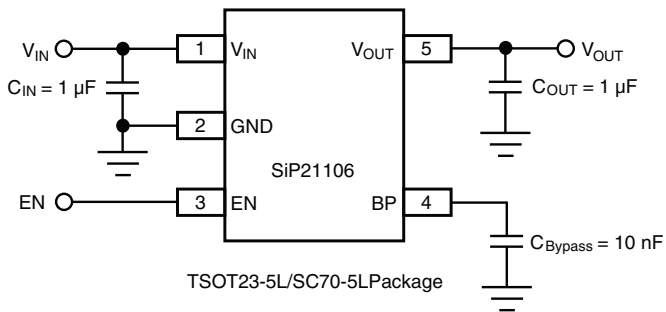 VIN 1 VIN VOUT 5 VOUT
CIN = 1 µF COUT = 1 µF
2 GND
SiP21106
EN 3 EN BP 4
CBypass = 10 nF
TSOT23-5L/SC70-5LPackage